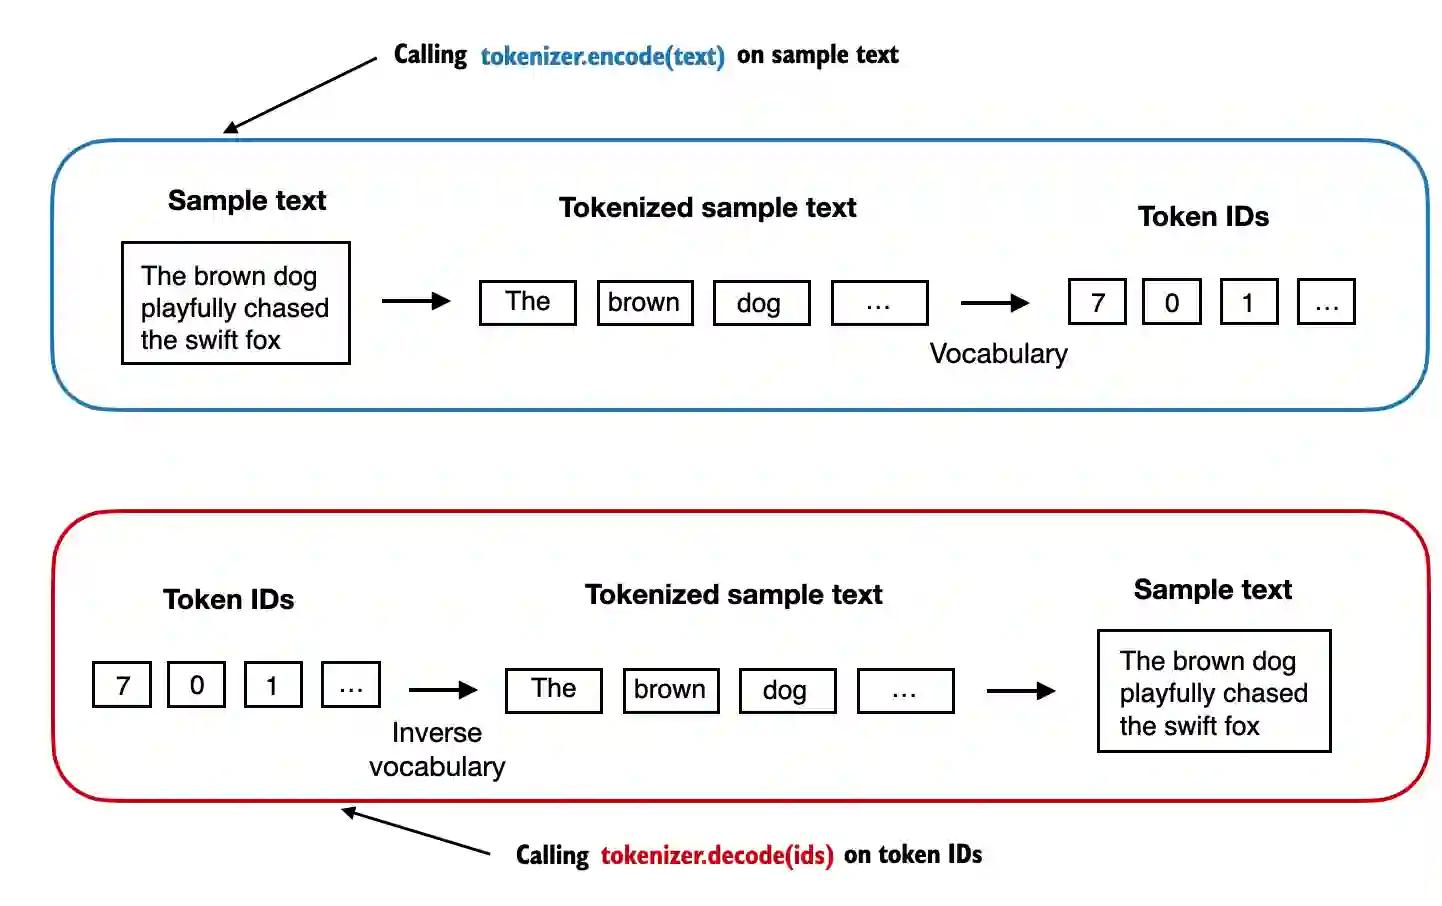 Calling tokenizer.encode(text) on sample text
Sample text
Tokenized sample text
Token IDs
The brown dog
playfully chased
the swift fox
The
brown
dog
...
Vocabulary
7
0
1
...
Token IDs
Tokenized sample text
Sample text
7
0
1
...
Inverse
vocabulary
The
brown
dog
...
The brown dog
playfully chased
the swift fox
Calling tokenizer.decode(ids) on token IDs